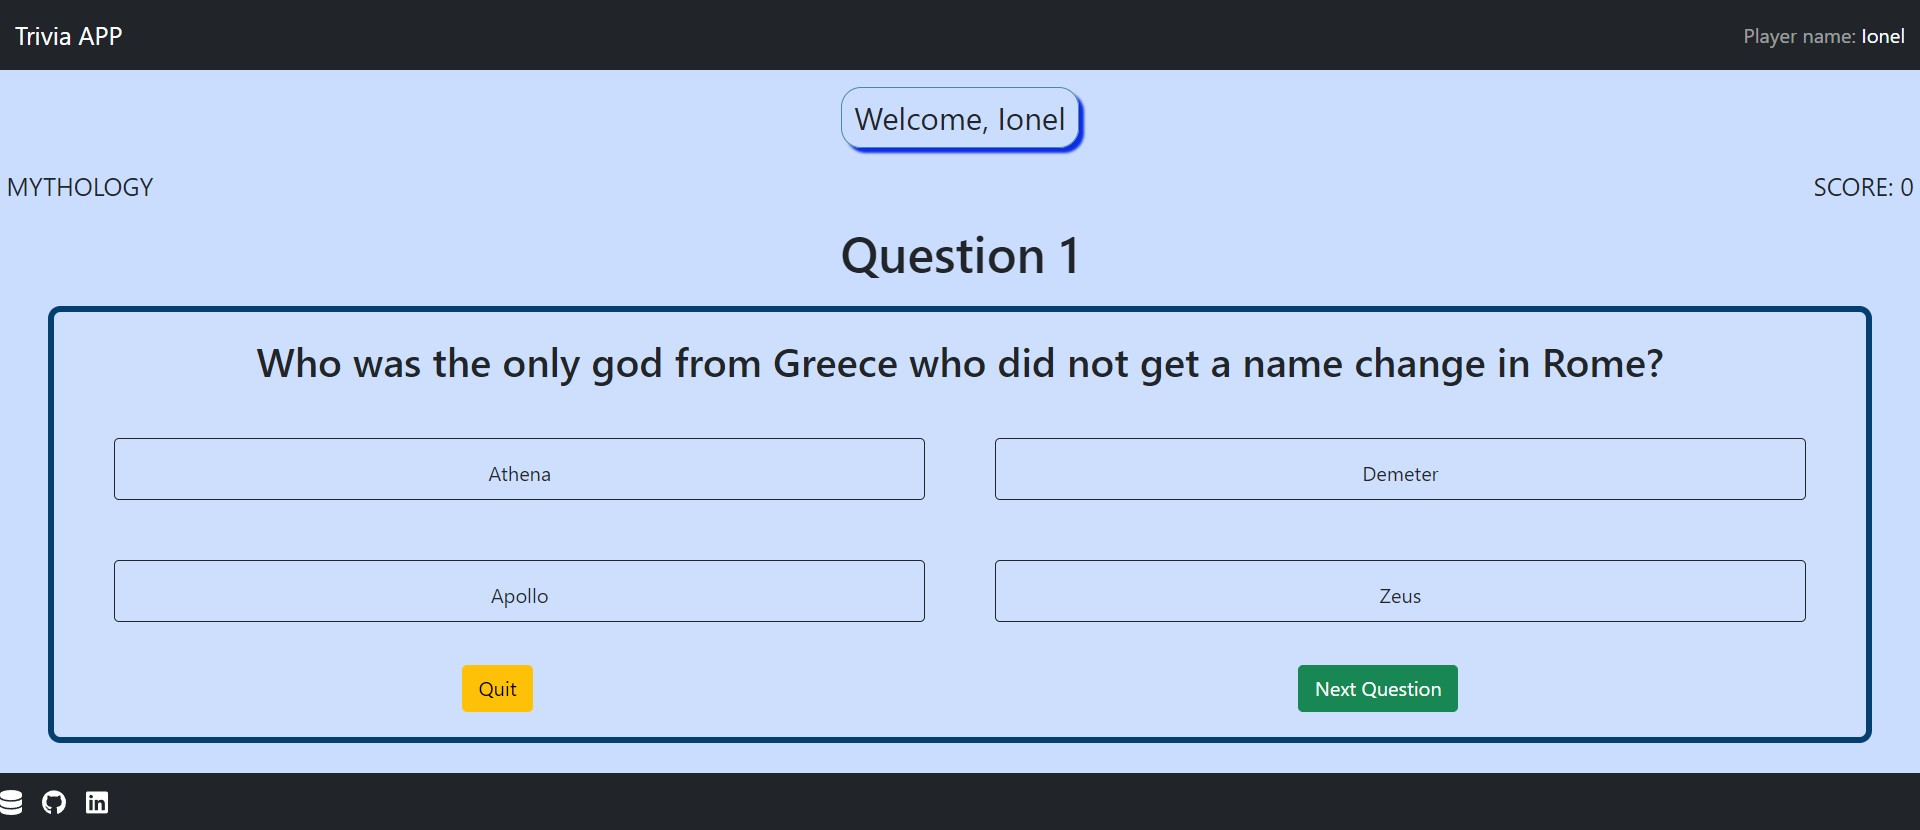 Trivia APP
Player name: Ionel
Welcome, Ionel
MYTHOLOGY
SCORE: 0
Question 1
Who was the only god from Greece who did not get a name change in Rome?
Athena
Demeter
Apollo
Zeus
Quit
Next Question
in